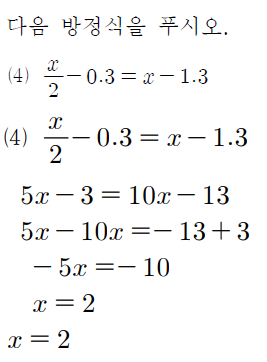 다음 방정식을 푸시오.
(4) x/2 - 0.3 = x - 1.3
(4) x/2 - 0.3 = x - 1.3
5x - 3 = 10x - 13
5x - 10x = - 13 + 3
- 5x = - 10
x = 2
x = 2